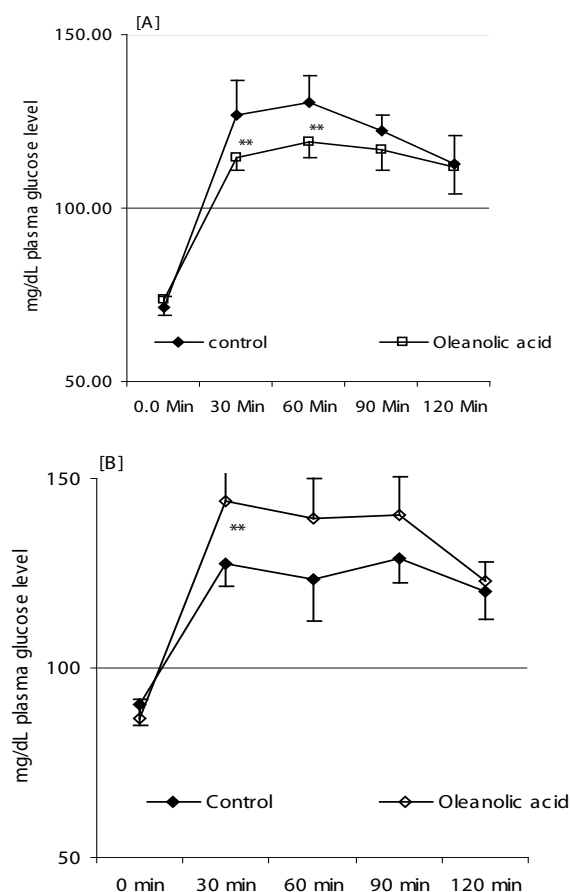 [A]
150.00
mg/dL plasma glucose level
**
**
100.00
control
Oleanolic acid
50.00
0.0 Min 30 Min 60 Min 90 Min 120 Min
[B]
150
mg/dL plasma glucose level
**
100
Control
Oleanolic acid
50
0 min 30 min 60 min 90 min 120 min